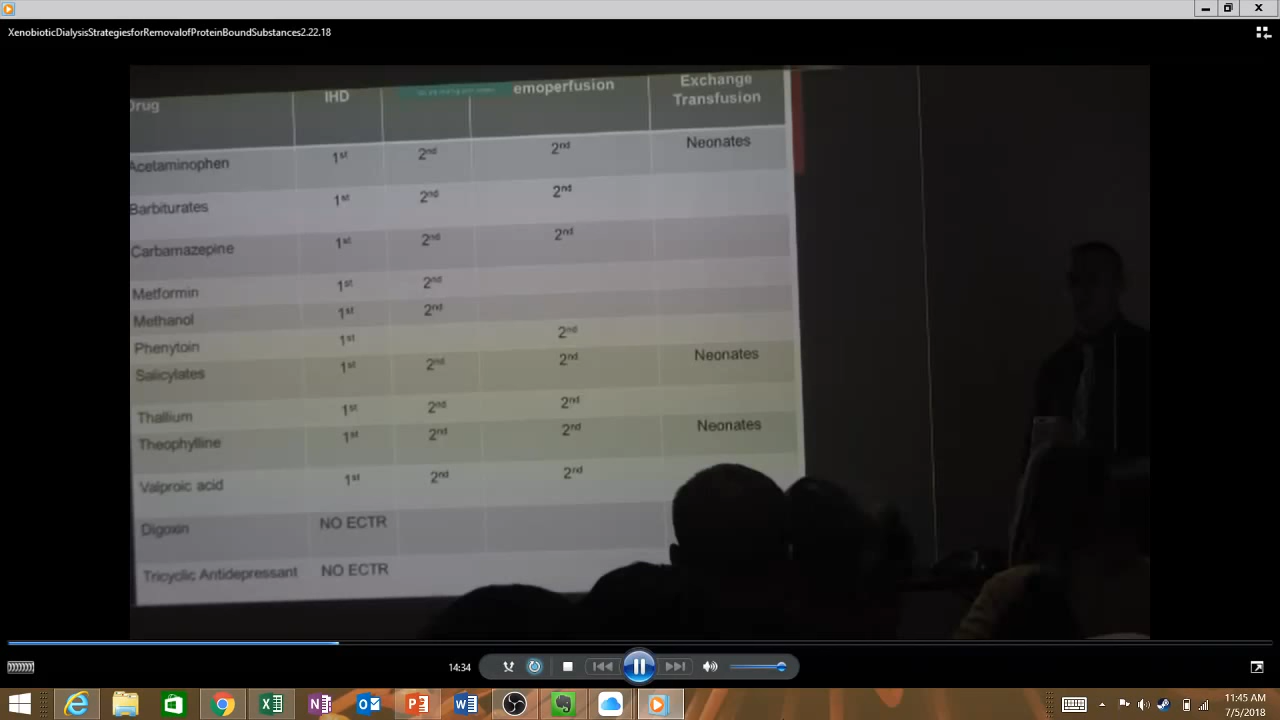 XenobioticDialysisStrategiesforRemovalofProteinBoundSubstances2.22.18
Drug IHD emoperfusion Exchange
Transfusion
Acetaminophen 1st 2nd 2nd Neonates
Barbiturates 1st 2nd 2nd
Carbamazepine 1st 2nd 2nd
Metformin 1st 2nd
Methanol 1st 2nd
Phenytoin 1st 2nd
Salicylates 1st 2nd 2nd Neonates
Thallium 1st 2nd 2nd
Theophylline 1st 2nd 2nd Neonates
Valproic acid 1st 2nd 2nd
Digoxin NO ECTR
Tricyclic Antidepressant NO ECTR
14:34
11:45 AM
7/5/2018